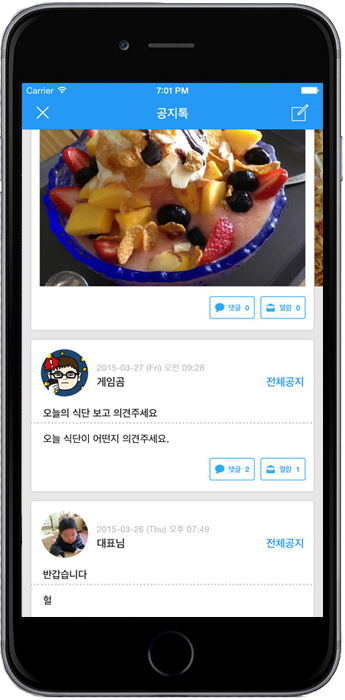 Carrier 7:01 PM
공지톡
댓글 0 열람 0
2015-03-27 (Fri) 오전 09:28
게임곰 전체공지
오늘의 식단 보고 의견주세요
오늘 식단이 어떤지 의견주세요.
댓글 2 열람 1
2015-03-26 (Thu) 오후 07:49
대표님 전체공지
반갑습니다
헐